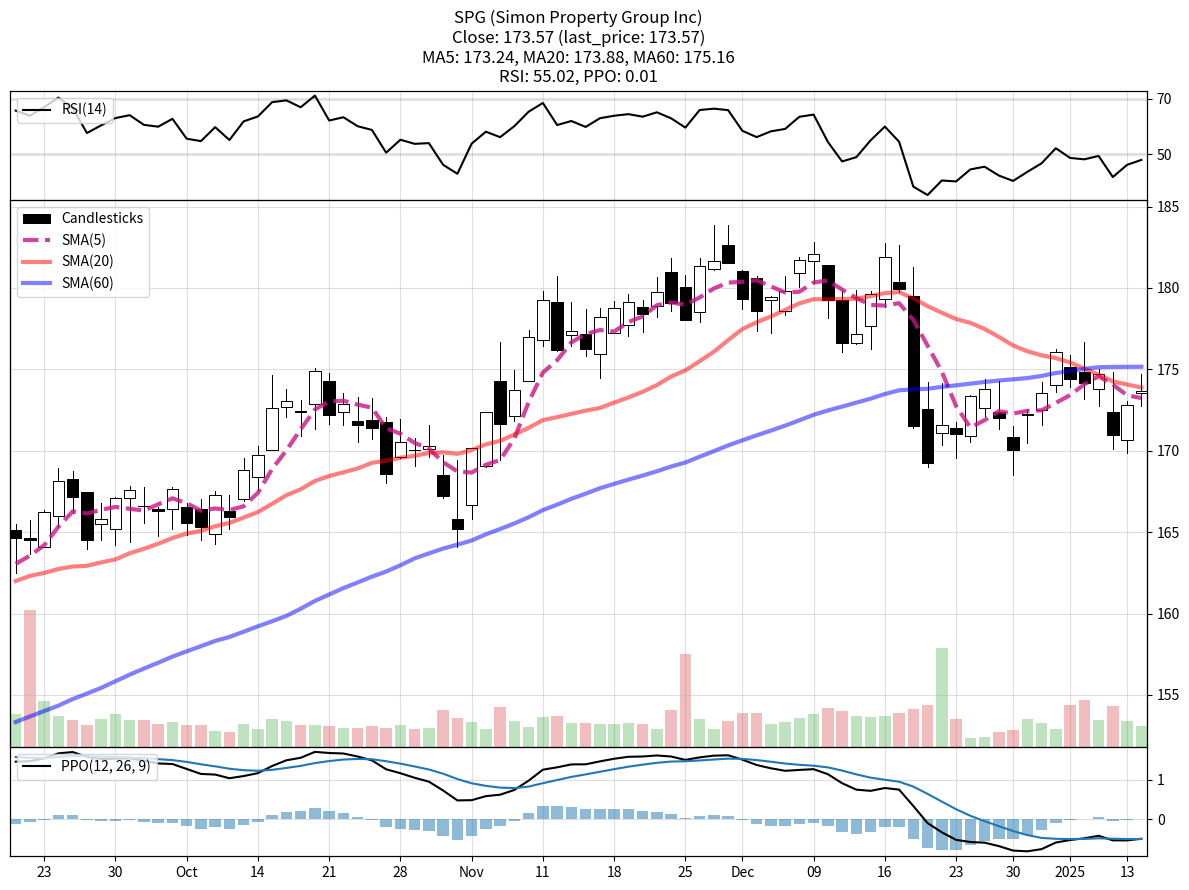 SPG (Simon Property Group Inc)
Close: 173.57 (last_price: 173.57)
MA5: 173.24, MA20: 173.88, MA60: 175.16
RSI: 55.02, PPO: 0.01
RSI(14)
70
50
Candlesticks
SMA(5)
SMA(20)
SMA(60)
185
180
175
170
165
160
155
PPO(12, 26, 9)
1
0
23 30 Oct 14 21 28 Nov 11 18 25 Dec 09 16 23 30 2025 13